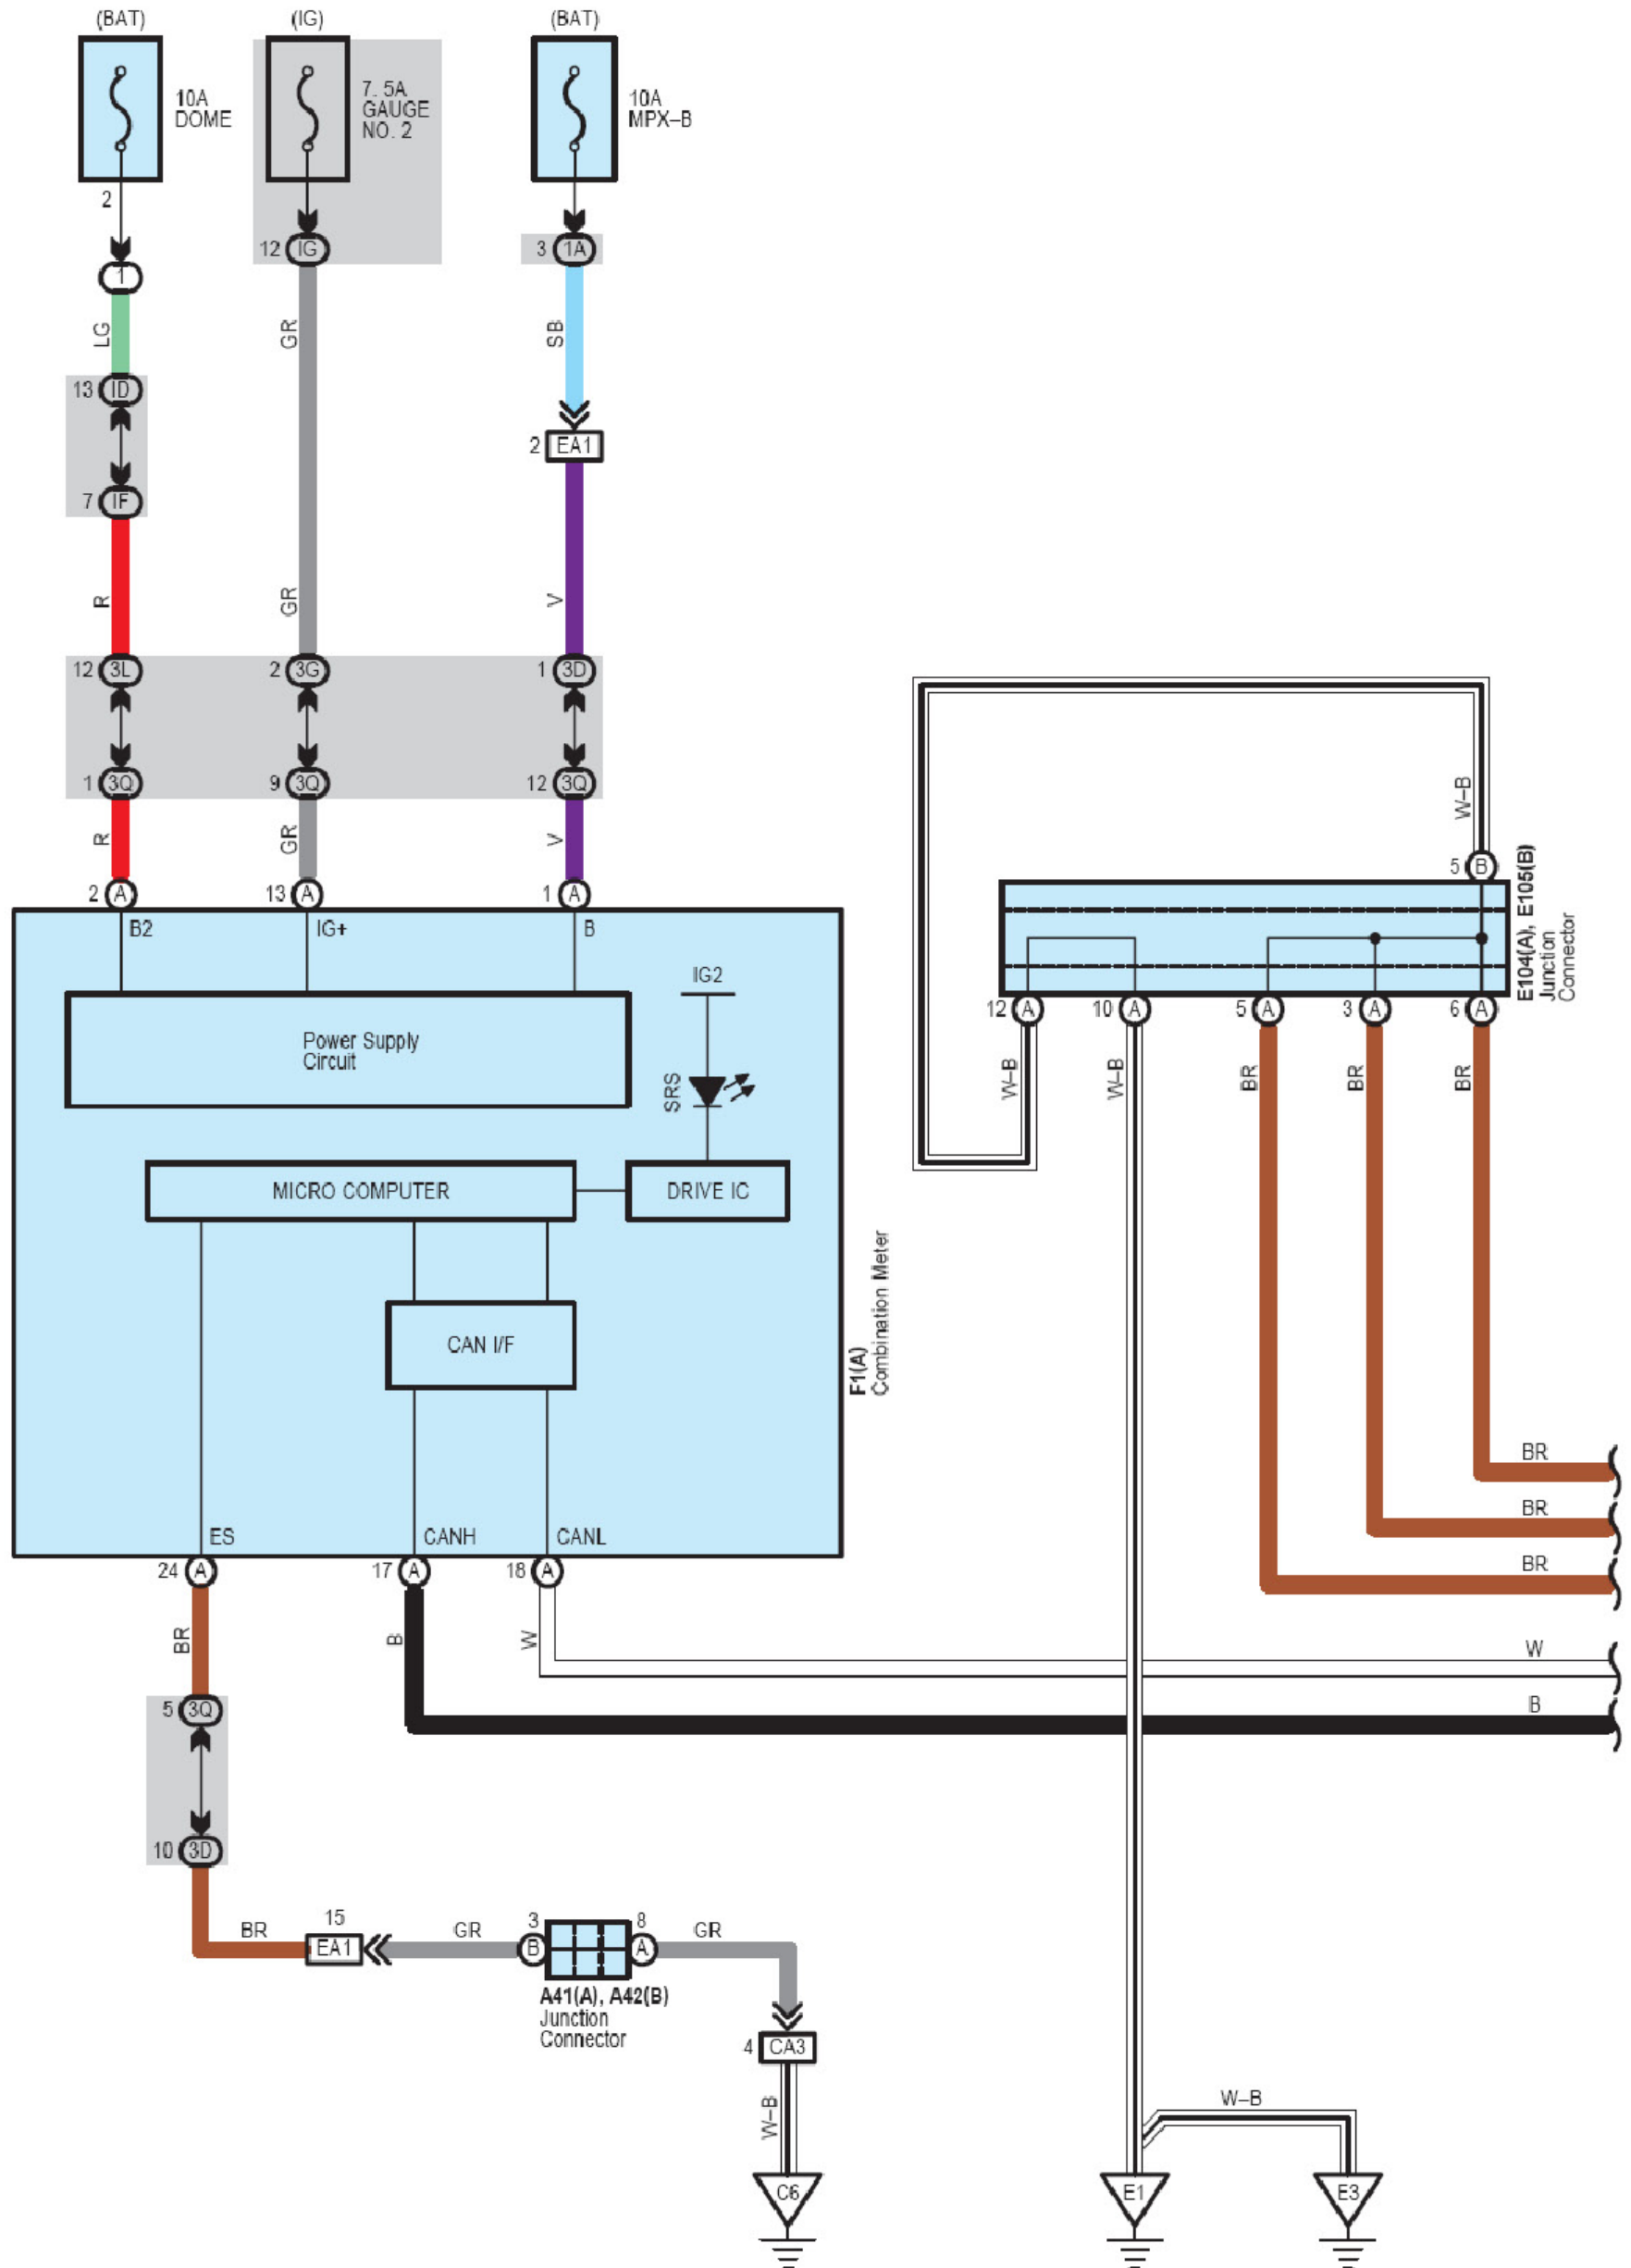 (BAT)
(IG)
(BAT)
10A
DOME
7. 5A
GAUGE
NO. 2
10A
MPX–B
2
12 IG
3 1A
1
LG
GR
SB
13 ID
2 EA1
7 IF
R
GR
V
12 3L
2 3G
1 3D
1 3Q
9 3Q
12 3Q
W–B
R
GR
V
5 B
2 A
13 A
1 A
B2
IG+
B
E104(A), E105(B)
Junction
Connector
IG2
12 A
10 A
5 A
3 A
6 A
Power Supply
Circuit
SRS
W–B
W–B
BR
BR
BR
MICRO COMPUTER
DRIVE IC
F1(A)
Combination Meter
CAN I/F
BR
BR
ES
CANH
CANL
BR
24 A
17 A
18 A
BR
B
W
W
5 3Q
B
10 3D
15
BR
EA1
GR
3
B
8
A
GR
A41(A), A42(B)
Junction
Connector
4 CA3
W–B
W–B
C6
E1
E3